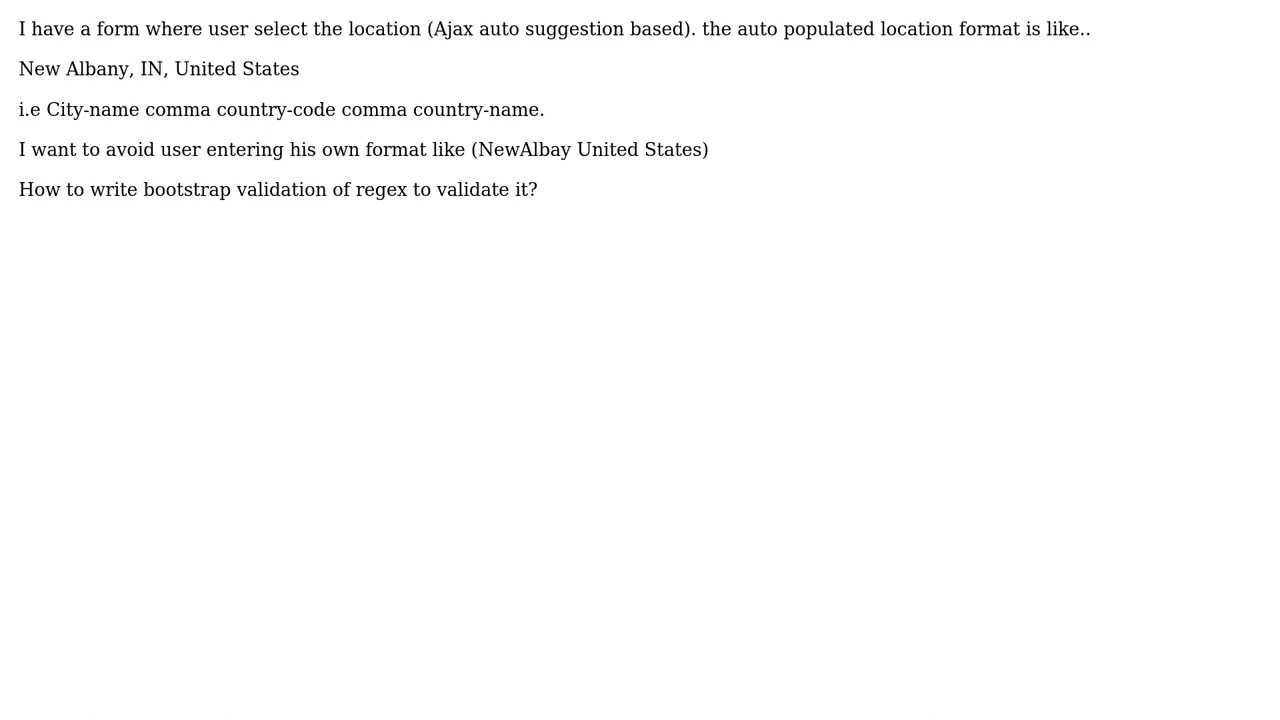 I have a form where user select the location (Ajax auto suggestion based). the auto populated location format is like..
New Albany, IN, United States
i.e City-name comma country-code comma country-name.
I want to avoid user entering his own format like (NewAlbay United States)
How to write bootstrap validation of regex to validate it?